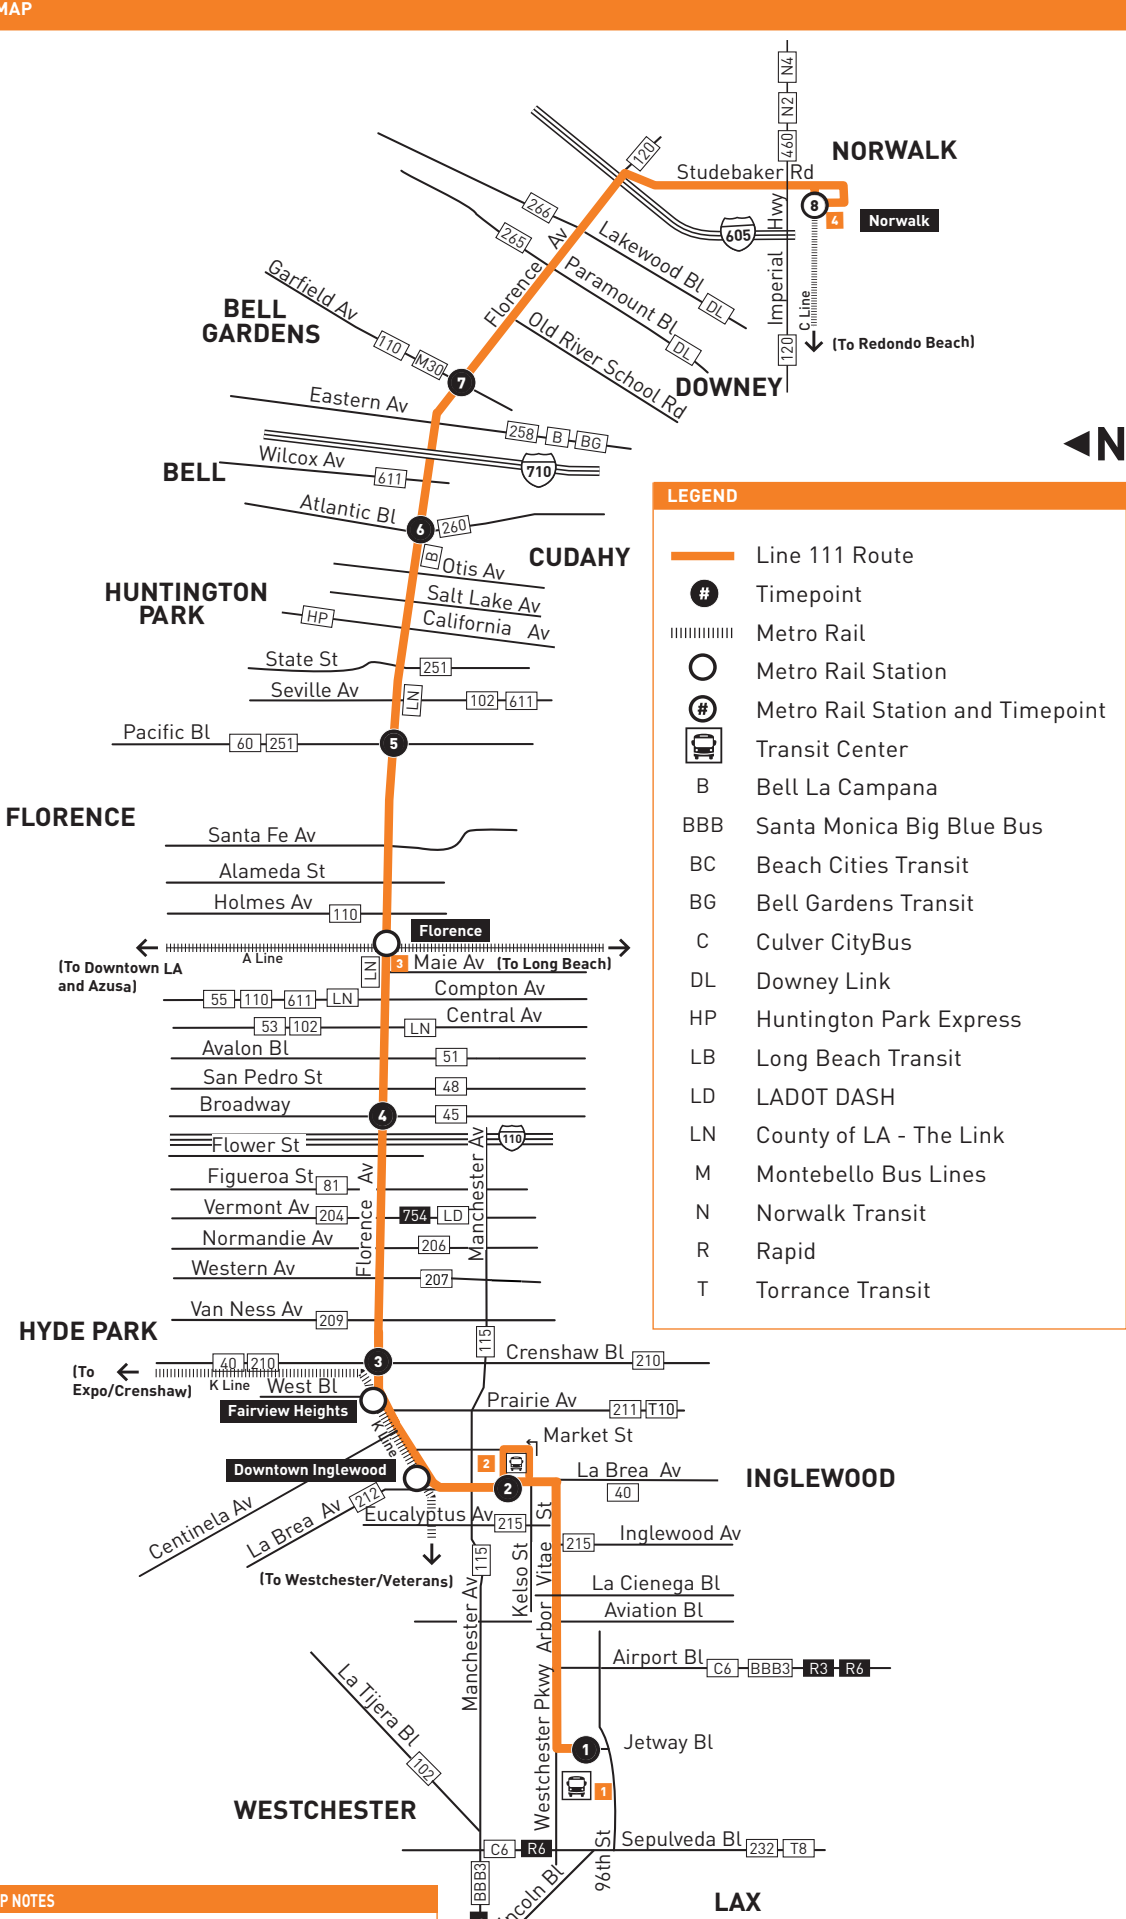 MAP
N4
N2
460
NORWALK
120
Studebaker Rd
8
4
Norwalk
266
Hwy
605
265
Lakewood Bl
Florence Av
Paramount Bl
DL
Imperial
C Line
Garfield Av
BELL
GARDENS
Old River School Rd
DL
120
(To Redondo Beach)
110
M30
7
DOWNEY
Eastern Av
258
B
BG
N
BELL
Wilcox Av
611
710
Atlantic Bl
6
260
CUDAHY
B
Otis Av
HUNTINGTON
PARK
Salt Lake Av
HP
California Av
State St
251
Seville Av
LN
102
611
Pacific Bl
60
251
5
LEGEND
Line 111 Route
# Timepoint
Metro Rail
Metro Rail Station
# Metro Rail Station and Timepoint
Transit Center
B Bell La Campana
BBB Santa Monica Big Blue Bus
BC Beach Cities Transit
BG Bell Gardens Transit
C Culver CityBus
DL Downey Link
HP Huntington Park Express
LB Long Beach Transit
LD LADOT DASH
LN County of LA - The Link
M Montebello Bus Lines
N Norwalk Transit
R Rapid
T Torrance Transit
FLORENCE
Santa Fe Av
Alameda St
Holmes Av
110
Florence
A Line
(To Downtown LA
and Azusa)
LN
3
Maie Av
(To Long Beach)
55
110
611
LN
Compton Av
53
102
LN
Central Av
Avalon Bl
51
San Pedro St
48
Broadway
4
45
Flower St
110
Figueroa St
81
Florence Av
Manchester Av
Vermont Av
204
754
LD
Normandie Av
206
Western Av
207
Van Ness Av
209
HYDE PARK
115
40
210
3
Crenshaw Bl
210
(To
Expo/Crenshaw)
K Line
West Bl
Fairview Heights
Prairie Av
211
T10
K Line
Market St
2
Downtown Inglewood
La Brea Av
40
INGLEWOOD
2
Centinela Av
La Brea Av
212
Eucalyptus Av
215
215
Inglewood Av
(To Westchester/Veterans)
115
Kelso St
Arbor Vitae St
La Cienega Bl
Aviation Bl
Manchester Av
Westchester Pkwy
Airport Bl
C6
BBB3
R3
R6
La Tijera Bl
102
1
Jetway Bl
1
WESTCHESTER
C6
R6
Sepulveda Bl
232
T8
96th St
BBB3
LAX